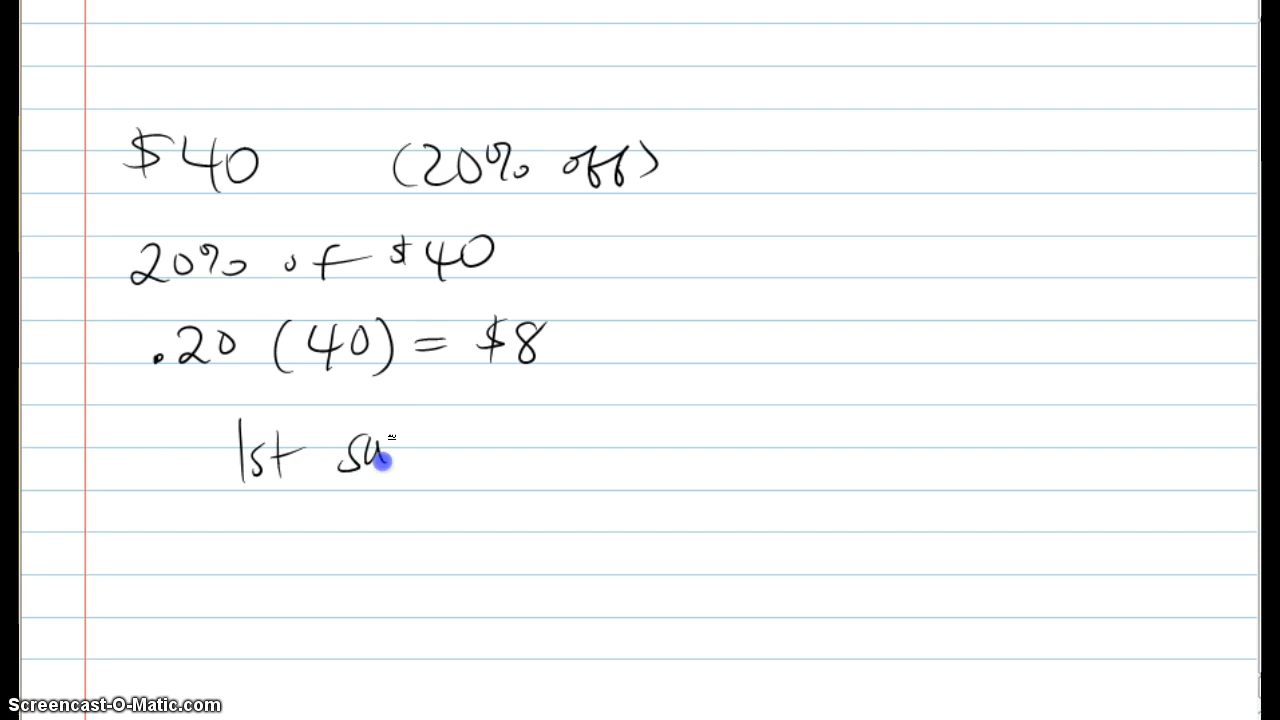 $40 (20% off)
20% of $40
.20 (40) = $8
1st
Screencast-O-Matic.com